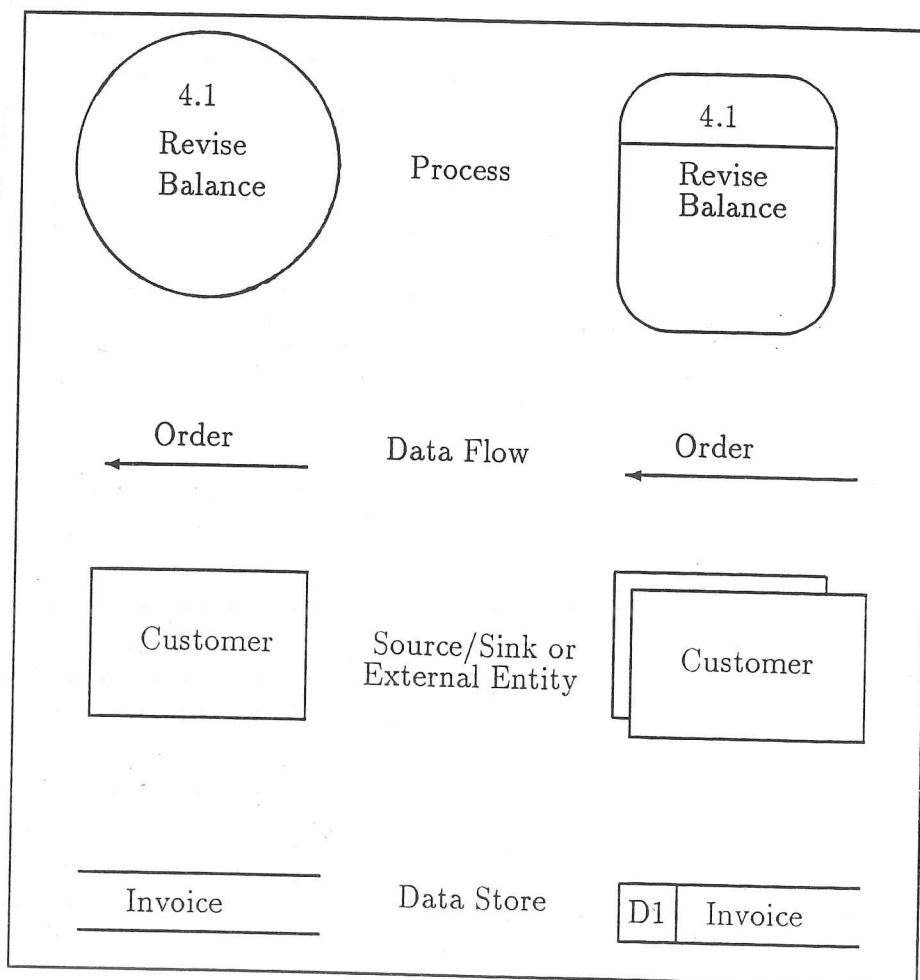 4.1
Revise
Balance
Process
4.1
Revise
Balance
Order
Data Flow
Order
Customer
Source/Sink or
External Entity
Customer
Invoice
Data Store
D1
Invoice